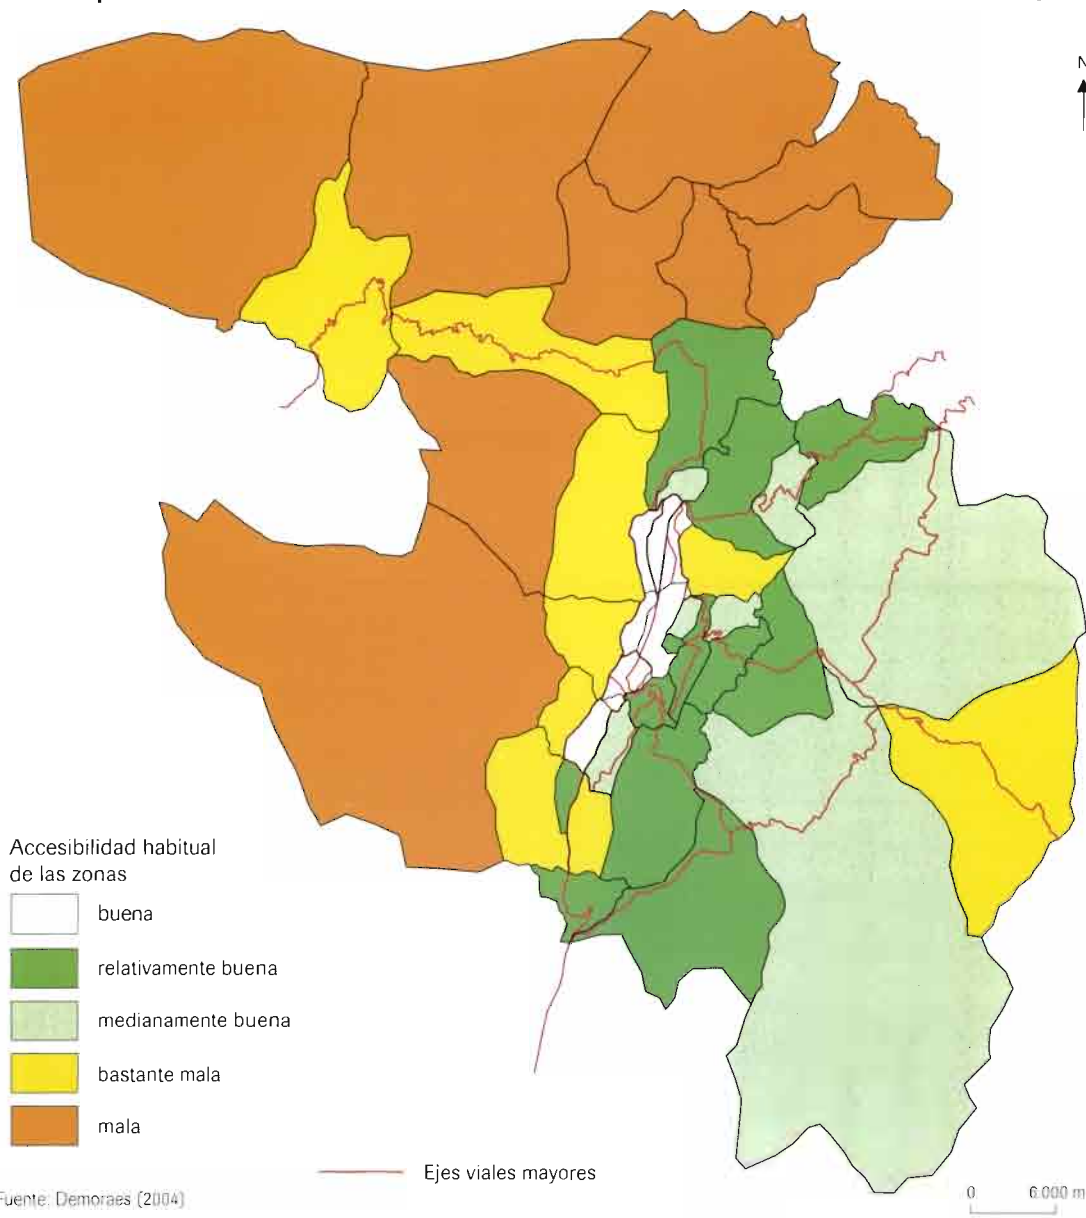 N
Accesibilidad habitual
de las zonas
buena
relativamente buena
medianamente buena
bastante mala
mala
Ejes viales mayores
Fuente: Demoraes (2004)
0 6.000 m